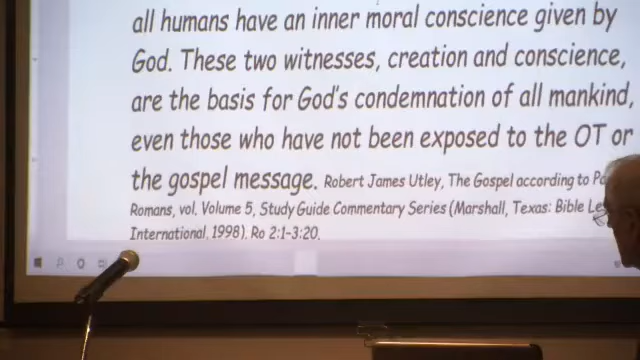 all humans have an inner moral conscience given by
God. These two witnesses, creation and conscience,
are the basis for God's condemnation of all mankind,
even those who have not been exposed to the OT or
the gospel message. Robert James Utley, The Gospel according to
Romans, vol. Volume 5, Study Guide Commentary Series (Marshall, Texas: Bible
International, 1998), Ro 2:1–3:20.